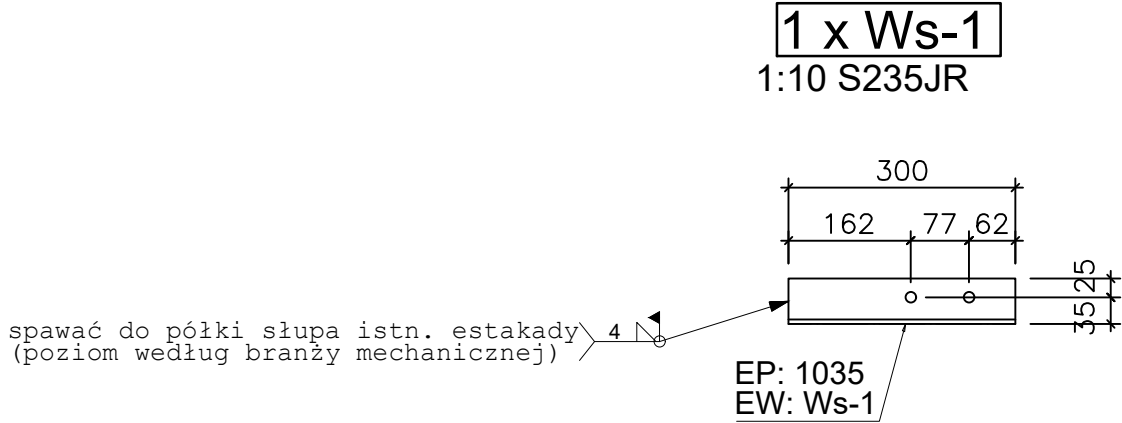 1 x Ws-1
1:10 S235JR
300
162 77 62
25
35
spawać do półki słupa istn. estakady
(poziom według branży mechanicznej)
4
EP: 1035
EW: Ws-1